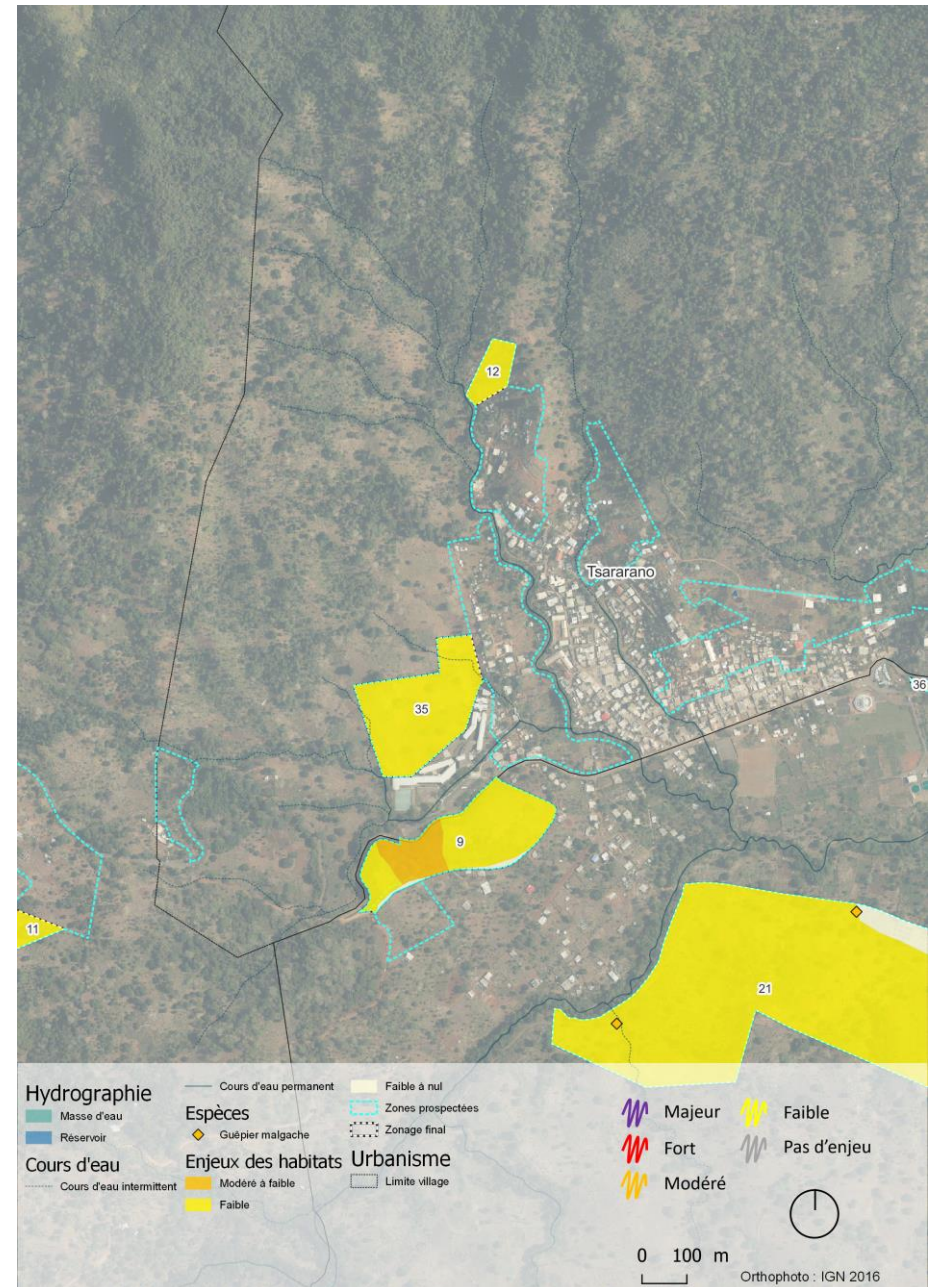 12
Tsararano
36
35
9
11
21
Hydrographie
Masse d'eau
Réservoir
Cours d'eau
Cours d'eau intermittent
Cours d'eau permanent
Espèces
Guêpier malgache
Enjeux des habitats
Modéré à faible
Faible
Faible à nul
Zones prospectées
Zonage final
Urbanisme
Limite village
Majeur
Fort
Modéré
Faible
Pas d'enjeu
0 100 m
Orthophoto : IGN 2016